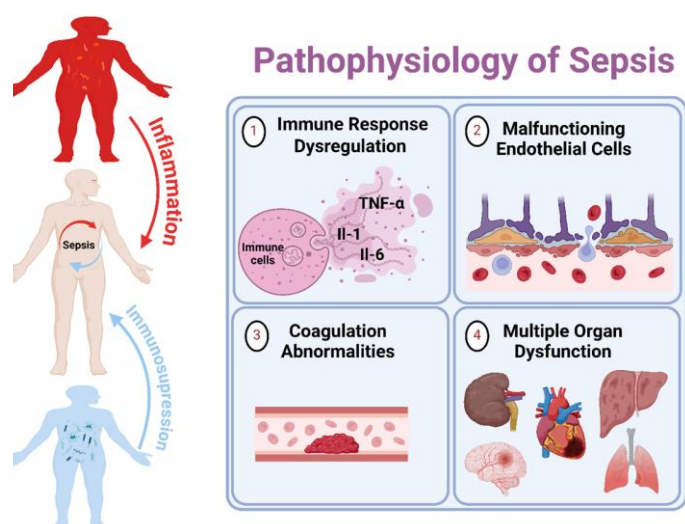 Pathophysiology of Sepsis
Inflammation
Sepsis
Immunosupression
1
Immune Response
Dysregulation
TNF-α
Il-1
Il-6
Immune
cells
2
Malfunctioning
Endothelial Cells
3
Coagulation
Abnormalities
4
Multiple Organ
Dysfunction